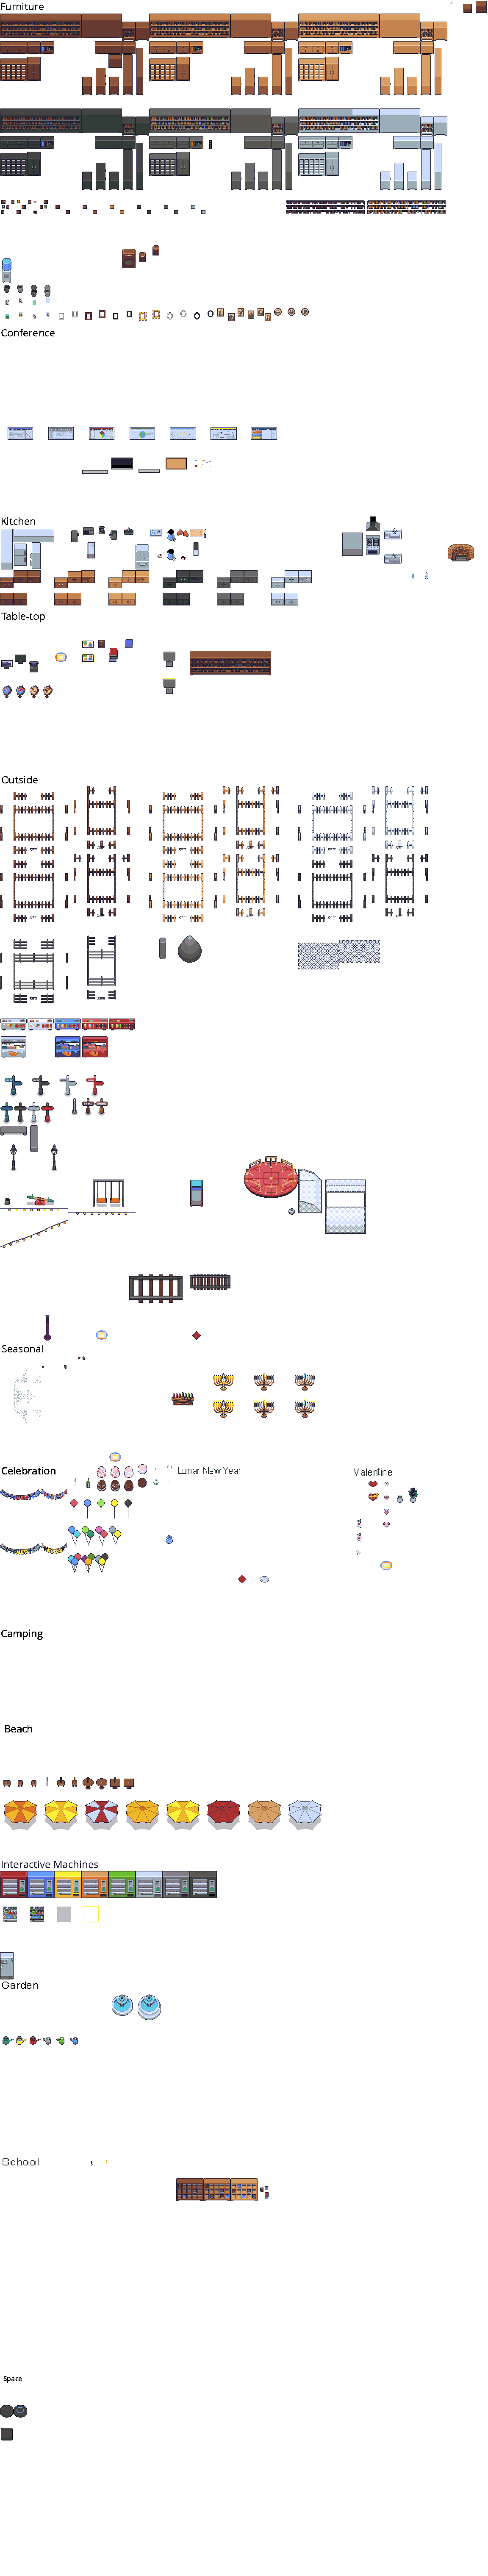 Furniture
Conference
Kitchen
Table-top
Outside
Seasonal
Celebration
Lunar New Year
Valentine
Camping
Beach
Interactive Machines
Garden
School
Space